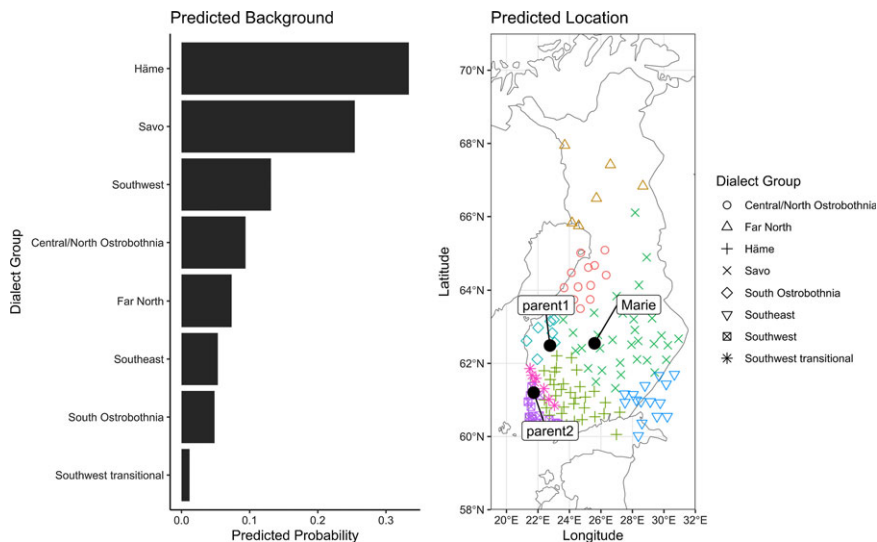 Predicted Background
Dialect Group
Häme
Savo
Southwest
Central/North Ostrobothnia
Far North
Southeast
South Ostrobothnia
Southwest transitional
0.0 0.1 0.2 0.3
Predicted Probability
Predicted Location
Latitude
70°N
68°N
66°N
64°N
62°N
60°N
58°N
parent1
Marie
parent2
20°E 22°E 24°E 26°E 28°E 30°E 32°E
Longitude
Dialect Group
Central/North Ostrobothnia
Far North
Häme
Savo
South Ostrobothnia
Southeast
Southwest
Southwest transitional